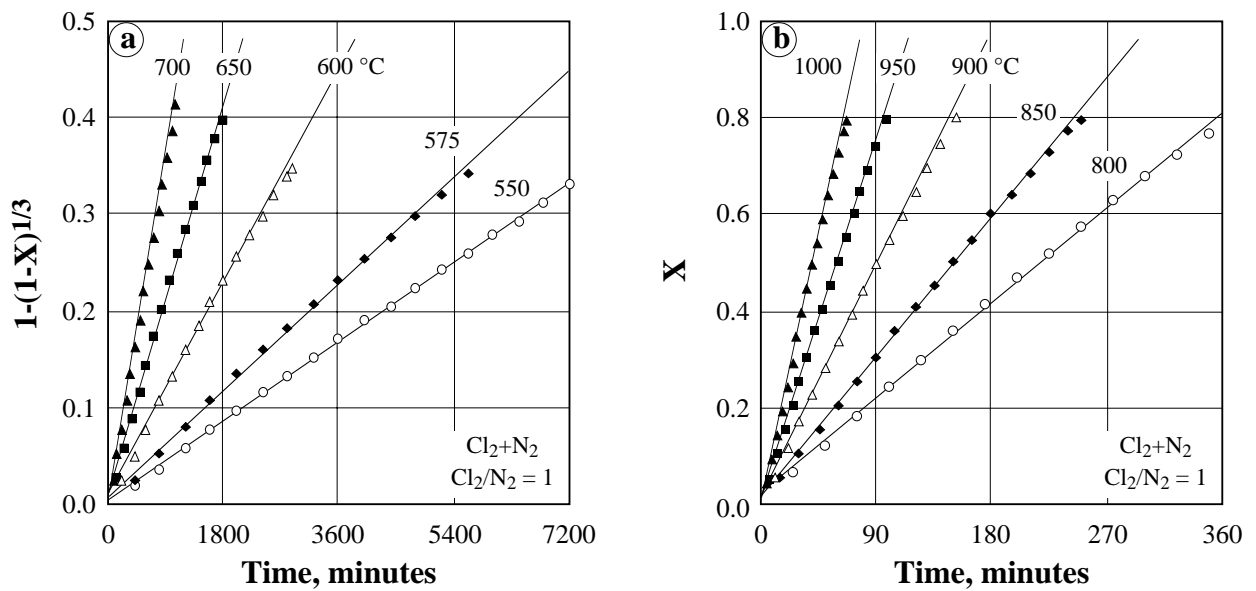 a
0.5
0.4
0.3
0.2
0.1
0.0
1-(1-X)1/3
700
650
600 °C
575
550
Cl2+N2
Cl2/N2 = 1
0
1800
3600
5400
7200
Time, minutes
b
1.0
0.8
0.6
0.4
0.2
0.0
X
1000
950
900 °C
850
800
Cl2+N2
Cl2/N2 = 1
0
90
180
270
360
Time, minutes